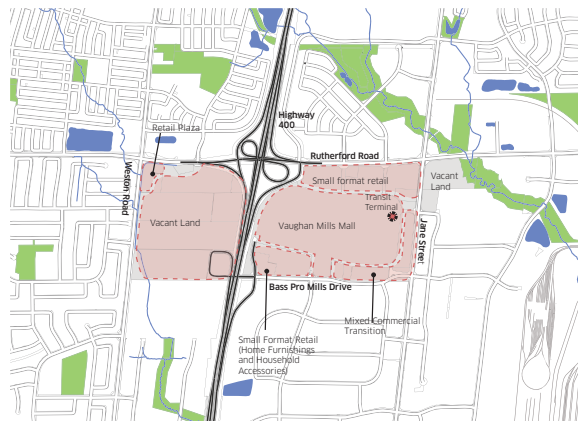 Highway
400
Retail Plaza
Rutherford Road
Weston Road
Small format retail
Vacant
Land
Transit
Terminal
Vacant Land
Vaughan Mills Mall
Jane Street
Bass Pro Mills Drive
Mixed Commercial
Transition
Small Format Retail
(Home Furnishings
and Household
Accessories)